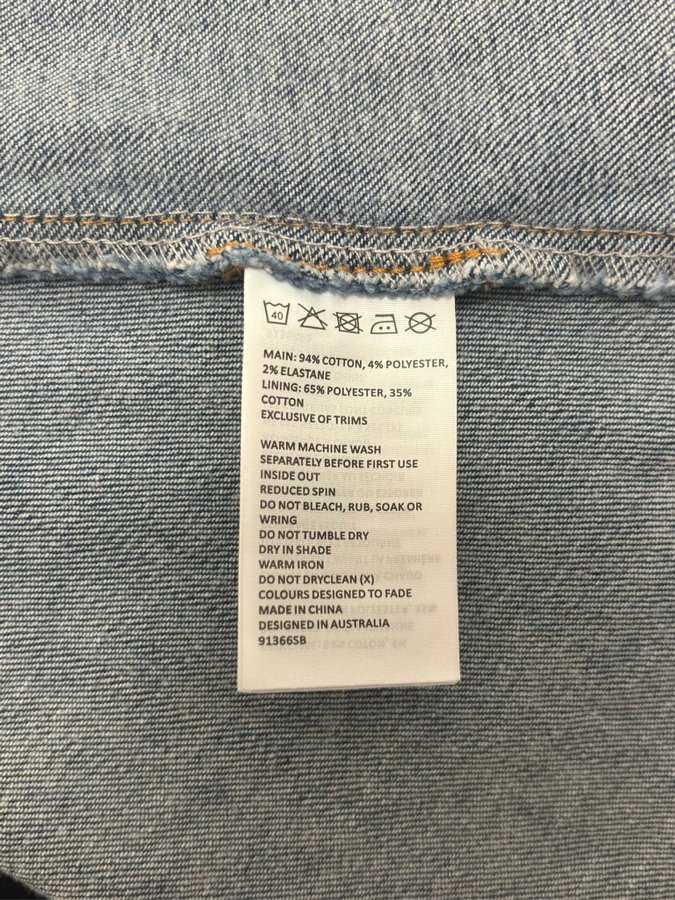 40
MAIN: 94% COTTON, 4% POLYESTER,
2% ELASTANE
LINING: 65% POLYESTER, 35%
COTTON
EXCLUSIVE OF TRIMS
WARM MACHINE WASH
SEPARATELY BEFORE FIRST USE
INSIDE OUT
REDUCED SPIN
DO NOT BLEACH, RUB, SOAK OR
WRING
DO NOT TUMBLE DRY
DRY IN SHADE
WARM IRON
DO NOT DRYCLEAN (X)
COLOURS DESIGNED TO FADE
MADE IN CHINA
DESIGNED IN AUSTRALIA
91366SB